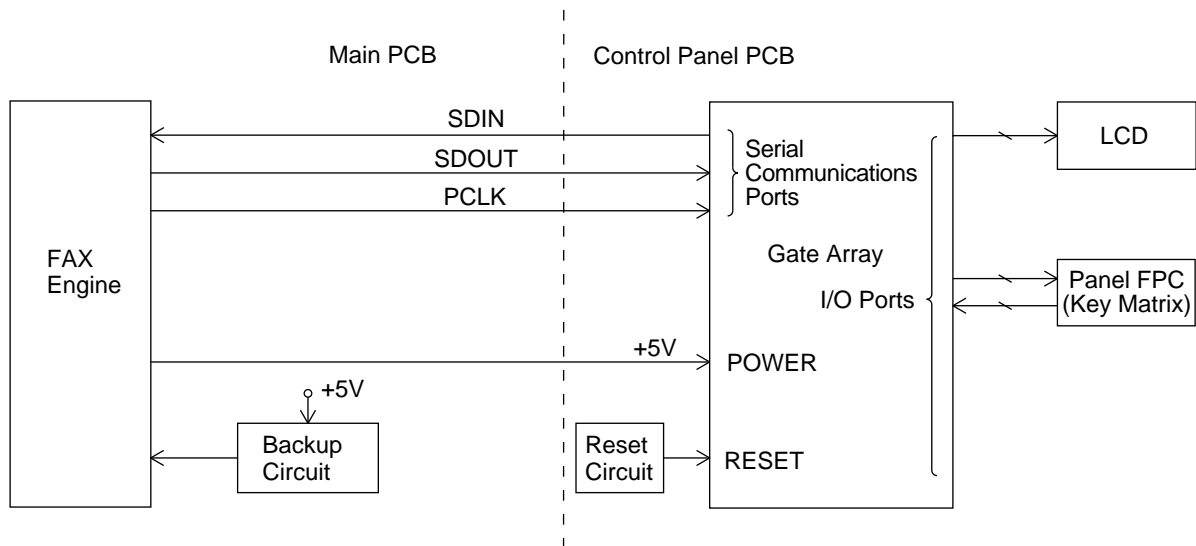 Main PCB
Control Panel PCB
SDIN
SDOUT
PCLK
Serial
Communications
Ports
LCD
FAX
Engine
Gate Array
I/O Ports
Panel FPC
(Key Matrix)
+5V
POWER
+5V
Backup
Circuit
Reset
Circuit
RESET